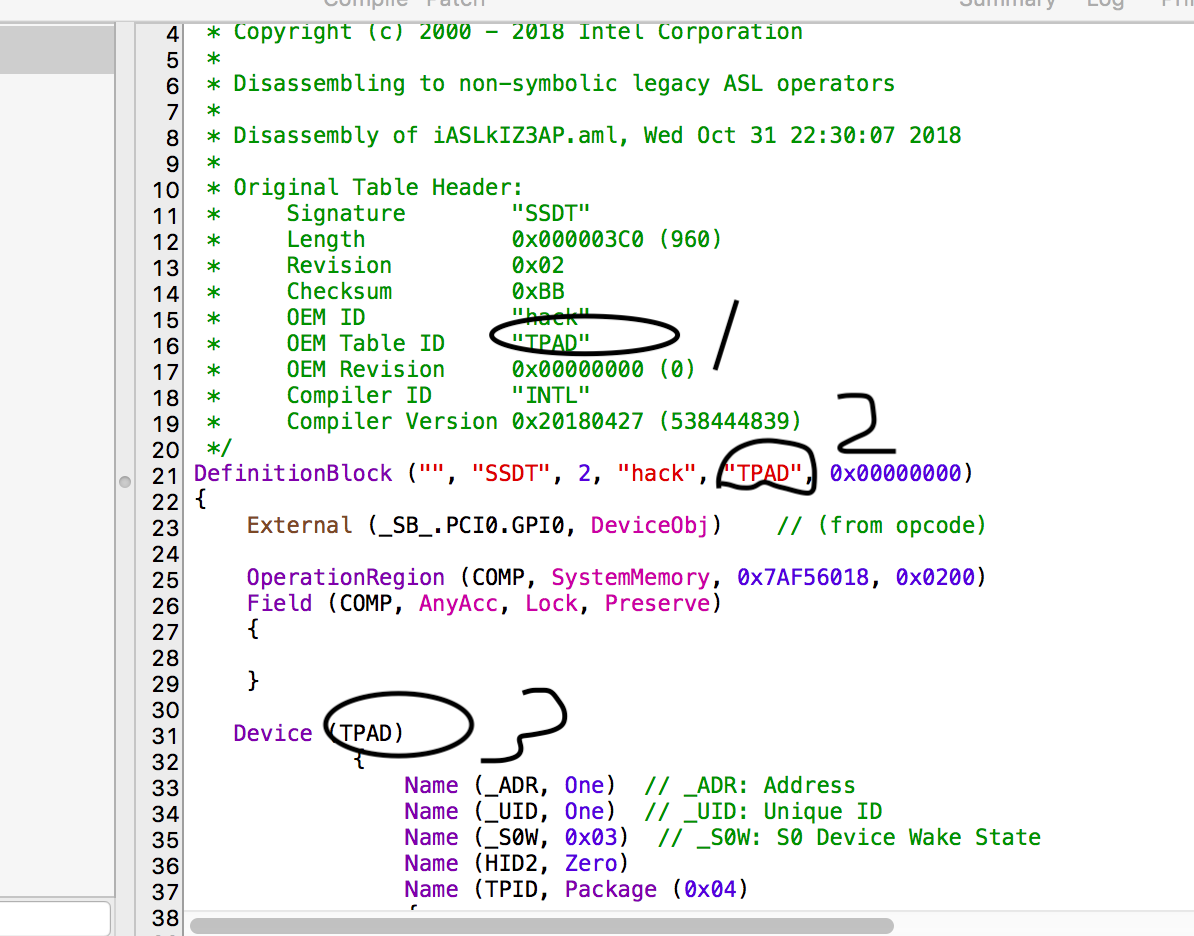 Compile Patch Summary Log
4 * Copyright (c) 2000 - 2018 Intel Corporation
5 *
6 * Disassembling to non-symbolic legacy ASL operators
7 *
8 * Disassembly of iASLkIZ3AP.aml, Wed Oct 31 22:30:07 2018
9 *
10 * Original Table Header:
11 * Signature "SSDT"
12 * Length 0x000003C0 (960)
13 * Revision 0x02
14 * Checksum 0xBB
15 * OEM ID "hack"
16 * OEM Table ID "TPAD" 1
17 * OEM Revision 0x00000000 (0)
18 * Compiler ID "INTL"
19 * Compiler Version 0x20180427 (538444839) 2
20 */
21 DefinitionBlock ("", "SSDT", 2, "hack", "TPAD", 0x00000000)
22 {
23 External (_SB_.PCI0.GPI0, DeviceObj) // (from opcode)
24
25 OperationRegion (COMP, SystemMemory, 0x7AF56018, 0x0200)
26 Field (COMP, AnyAcc, Lock, Preserve)
27 {
28
29 }
30
31 Device (TPAD) 3
32 {
33 Name (_ADR, One) // _ADR: Address
34 Name (_UID, One) // _UID: Unique ID
35 Name (_S0W, 0x03) // _S0W: S0 Device Wake State
36 Name (HID2, Zero)
37 Name (TPID, Package (0x04)
38